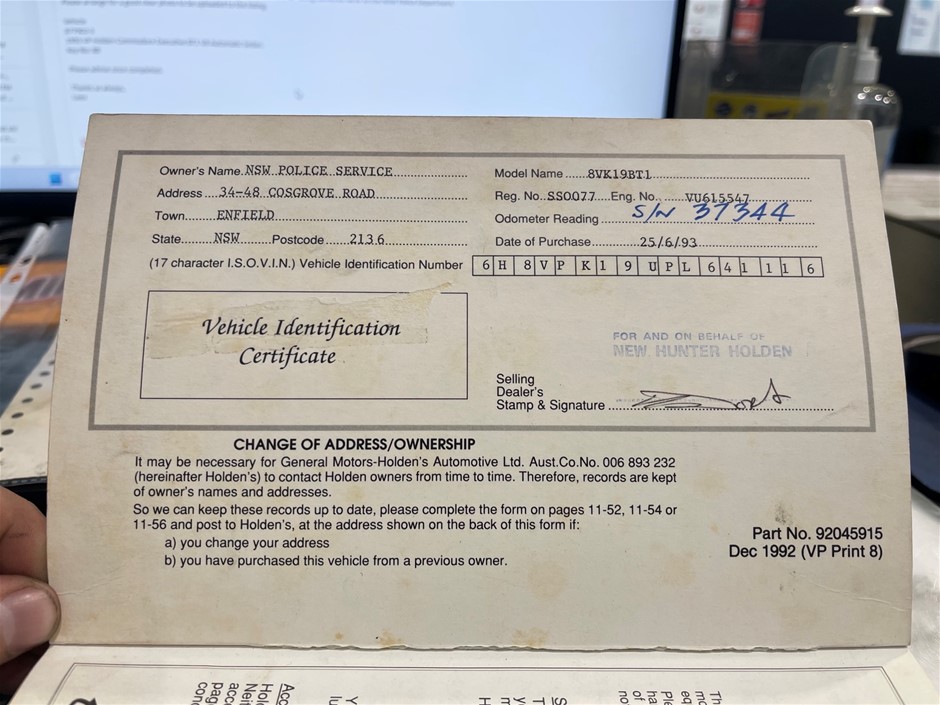 Owner's Name NSW POLICE SERVICE
Address 34-48 COSGROVE ROAD
Town ENFIELD
State NSW Postcode 2136
Model Name 8VK19BT1
Reg. No. SSO077 Eng. No. VU615547
Odometer Reading S/N 37344
Date of Purchase 25/6/93
(17 character I.S.O.V.I.N.) Vehicle Identification Number 6H8VPK19UPL641116
Vehicle Identification
Certificate
FOR AND ON BEHALF OF
NEW HUNTER HOLDEN
Selling
Dealer's
Stamp & Signature
CHANGE OF ADDRESS/OWNERSHIP
It may be necessary for General Motors-Holden's Automotive Ltd. Aust.Co.No. 006 893 232
(hereinafter Holden's) to contact Holden owners from time to time. Therefore, records are kept
of owner's names and addresses.
So we can keep these records up to date, please complete the form on pages 11-52, 11-54 or
11-56 and post to Holden's, at the address shown on the back of this form if:
a) you change your address
b) you have purchased this vehicle from a previous owner.
Part No. 92045915
Dec 1992 (VP Print 8)